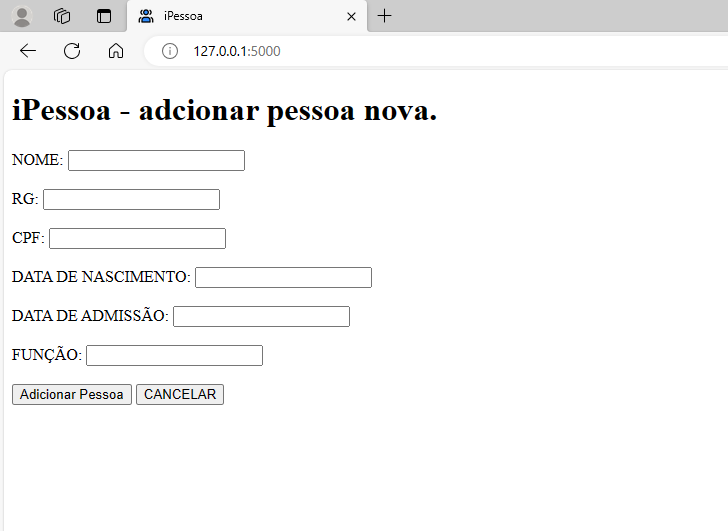 iPessoa
127.0.0.1:5000
iPessoa - adcionar pessoa nova.
NOME:
RG:
CPF:
DATA DE NASCIMENTO:
DATA DE ADMISSÃO:
FUNÇÃO:
Adicionar Pessoa CANCELAR